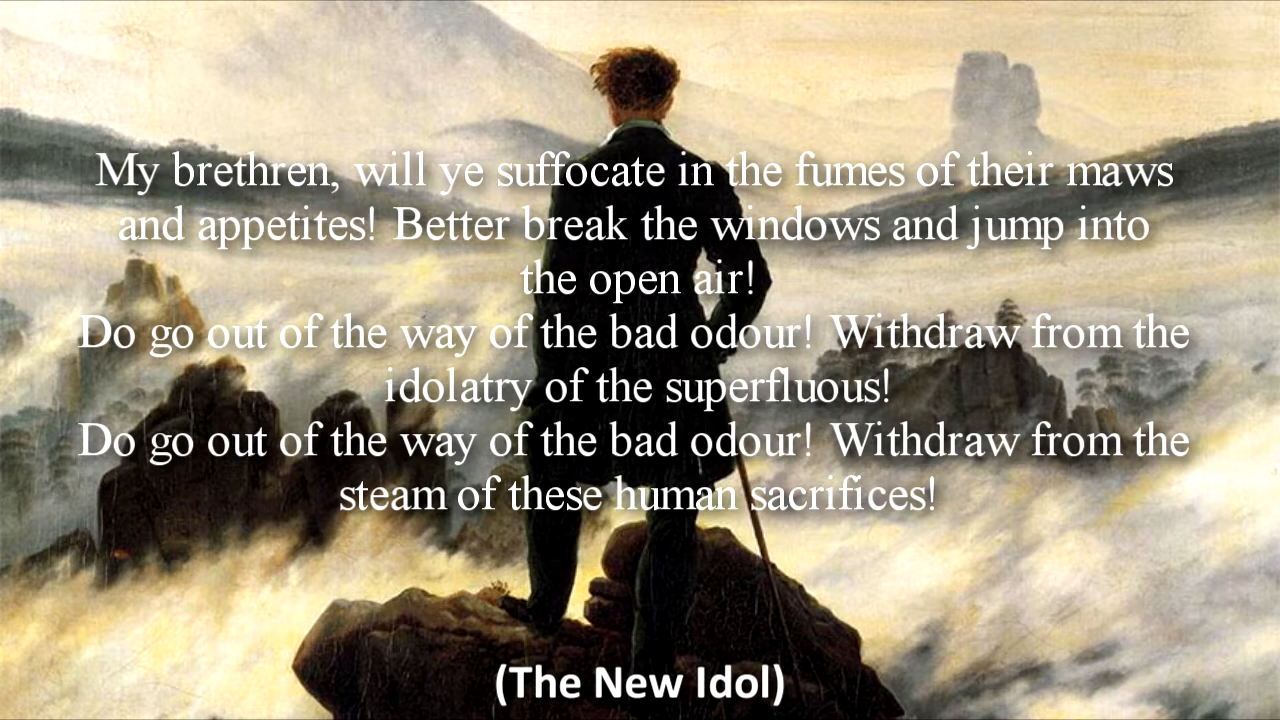 My brethren, will ye suffocate in the fumes of their maws
and appetites! Better break the windows and jump into
the open air!
Do go out of the way of the bad odour! Withdraw from the
idolatry of the superfluous!
Do go out of the way of the bad odour! Withdraw from the
steam of these human sacrifices!
(The New Idol)